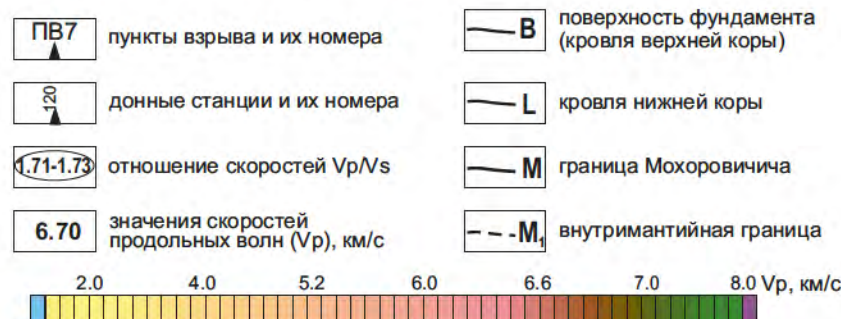 ПВ7 пункты взрыва и их номера
120 донные станции и их номера
1.71-1.73 отношение скоростей Vp/Vs
6.70 значения скоростей
продольных волн (Vp), км/с
B поверхность фундамента
(кровля верхней коры)
L кровля нижней коры
M граница Мохоровичича
M₁ внутримантийная граница
2.0 4.0 5.2 6.0 6.6 7.0 8.0 Vp, км/с